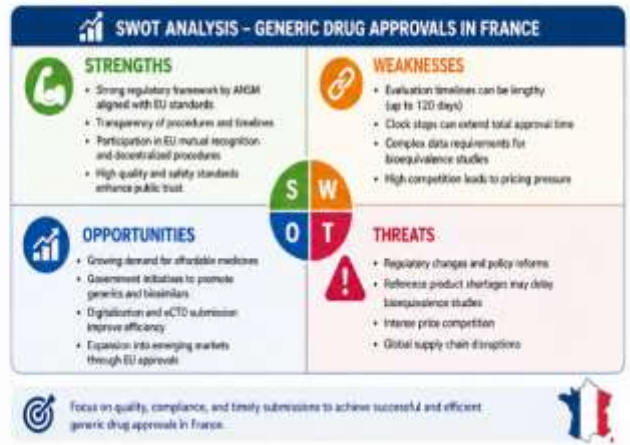 SWOT ANALYSIS – GENERIC DRUG APPROVALS IN FRANCE
STRENGTHS
• Strong regulatory framework by ANSM
aligned with EU standards
• Transparency of procedures and timelines
• Participation in EU mutual recognition
and decentralized procedures
• High quality and safety standards
enhance public trust
WEAKNESSES
• Evaluation timelines can be lengthy
(up to 120 days)
• Clock stops can extend total approval time
• Complex data requirements for
bioequivalence studies
• High competition leads to pricing pressure
S W
O T
OPPORTUNITIES
• Growing demand for affordable medicines
• Government initiatives to promote
generics and biosimilars
• Digitalization and eCTD submission
improve efficiency
• Expansion into emerging markets
through EU approvals
THREATS
• Regulatory changes and policy reforms
• Reference product shortages may delay
bioequivalence studies
• Intense price competition
• Global supply chain disruptions
Focus on quality, compliance, and timely submissions to achieve successful and efficient
generic drug approvals in France.